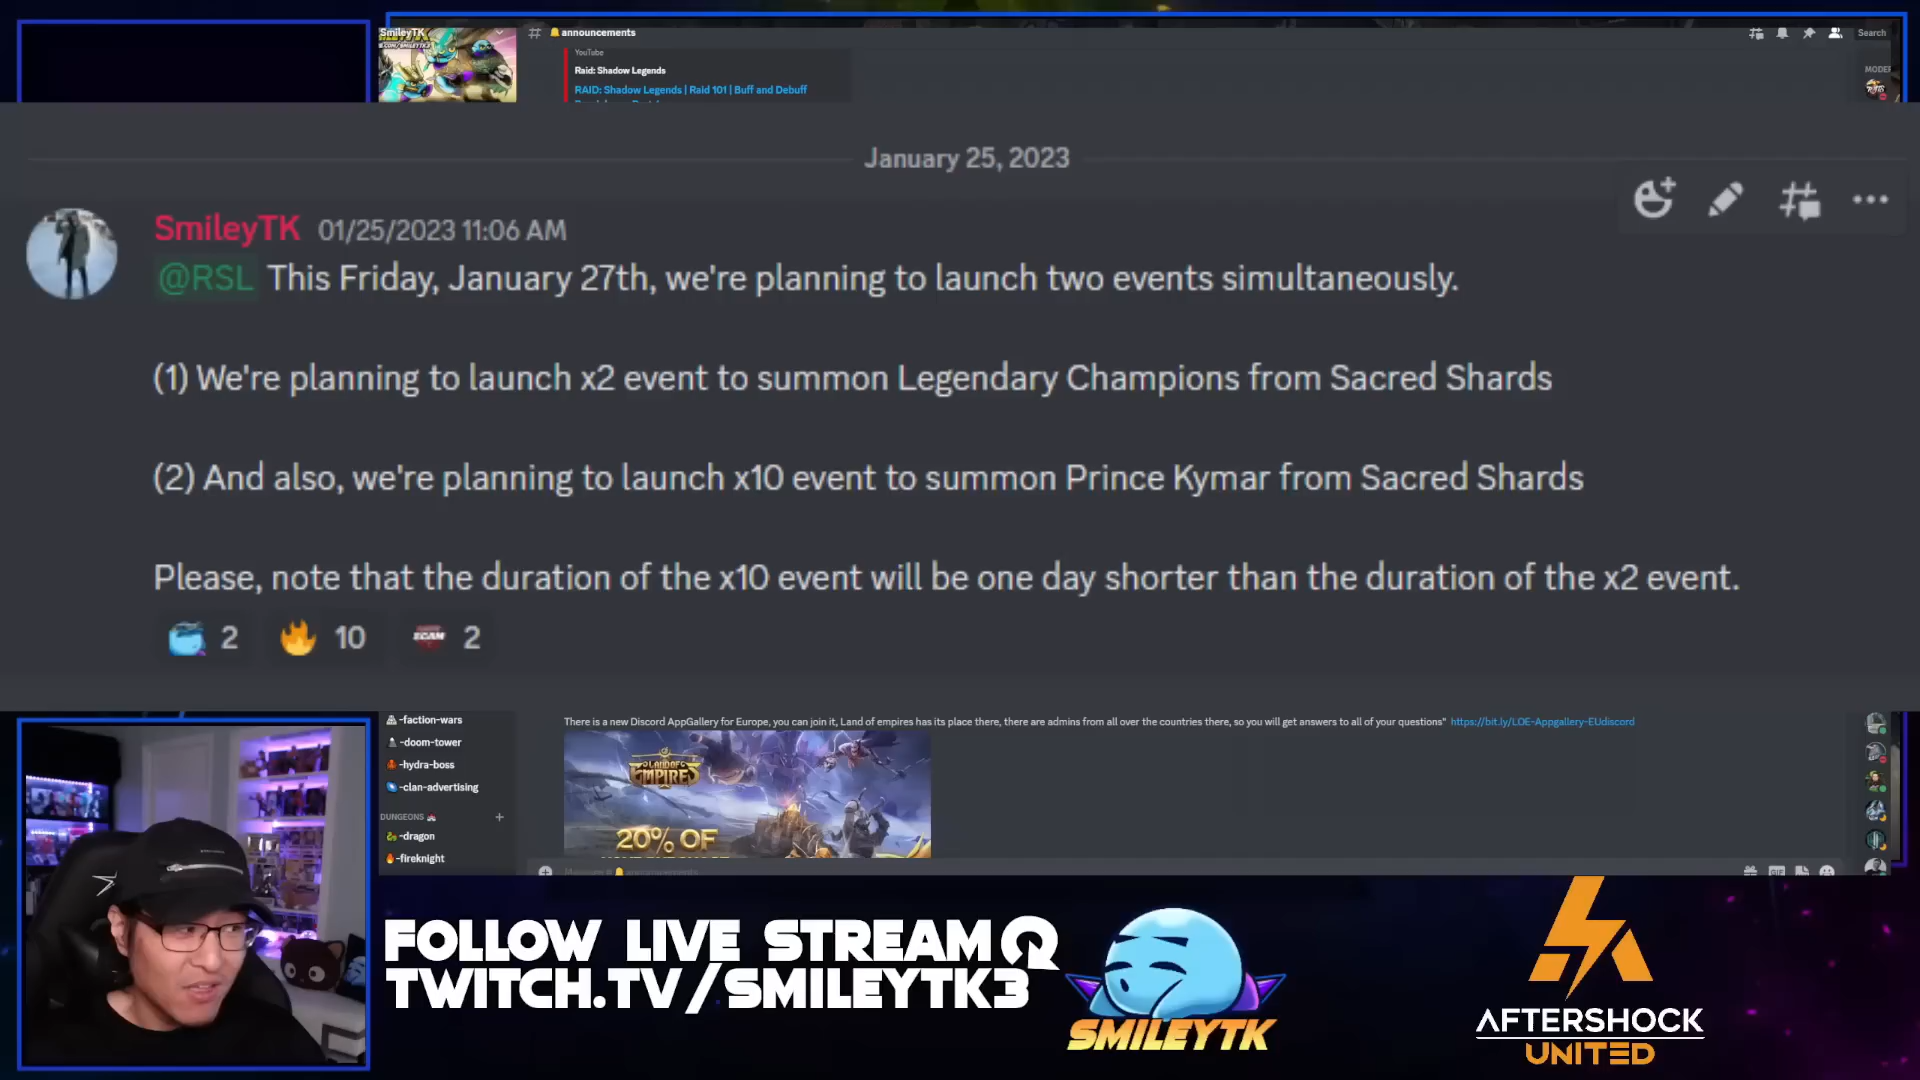 SmileyTK
announcements
Search
YouTube
Raid: Shadow Legends
RAID: Shadow Legends | Raid 101 | Buff and Debuff
January 25, 2023
SmileyTK 01/25/2023 11:06 AM
@RSL This Friday, January 27th, we're planning to launch two events simultaneously.
(1) We're planning to launch x2 event to summon Legendary Champions from Sacred Shards
(2) And also, we're planning to launch x10 event to summon Prince Kymar from Sacred Shards
Please, note that the duration of the x10 event will be one day shorter than the duration of the x2 event.
2 10 SCAM 2
-faction-wars
-doom-tower
-hydra-boss
-clan-advertising
DUNGEONS
-dragon
-fireknight
There is a new Discord AppGallery for Europe, you can join it, Land of empires has its place there, there are admins from all over the countries there, so you will get answers to all of your questions" https://bit.ly/LOE-Appgallery-EUdiscord
LAND OF
EMPIRES
20% OF
FOLLOW LIVE STREAM
TWITCH.TV/SMILEYTK3
SMILEYTK
AFTERSHOCK
UNITED